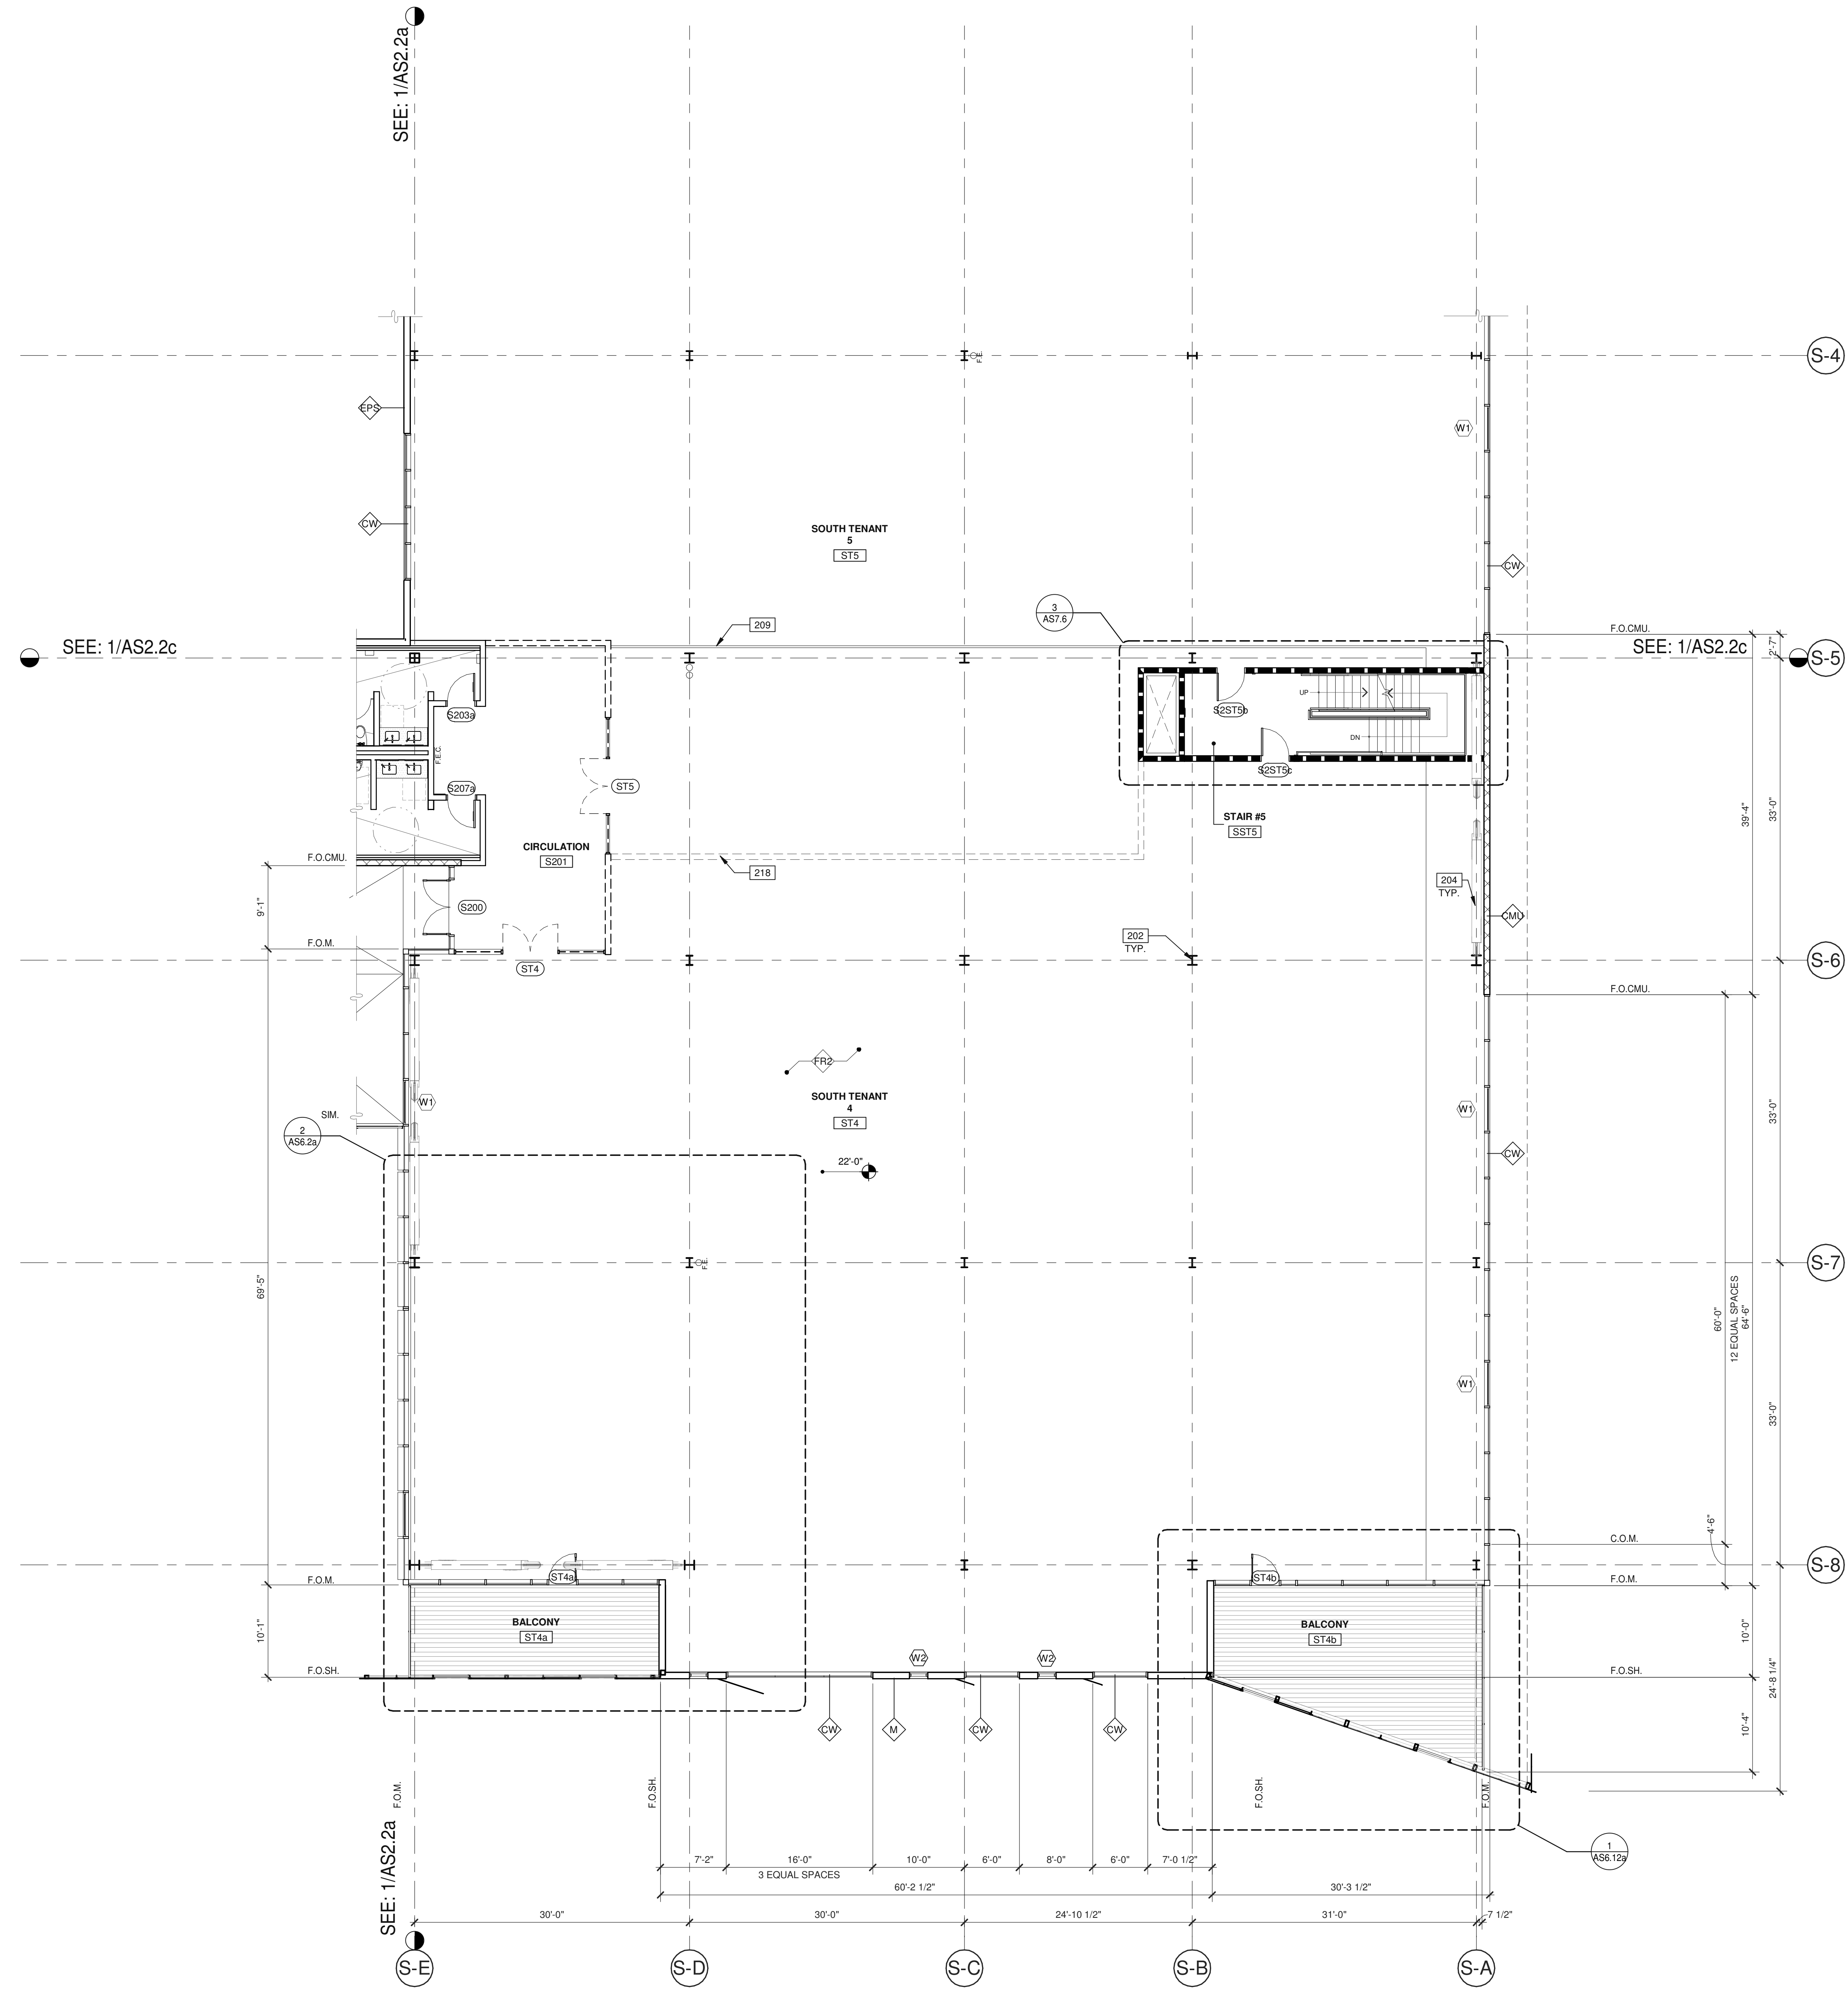 SEE: 1/AS2.2a
S-4
EPS
F.E.
W1
CW
SOUTH TENANT
5
ST5
CW
209
3
AS7.6
F.O.CMU.
SEE: 1/AS2.2c
SEE: 1/AS2.2c
S-5
2'-7"
S203a
F.E.C.
S207a
ST5
UP
DN
S2ST5b
S2ST5c
STAIR #5
SST5
39'-4"
33'-0"
CIRCULATION
S201
F.O.CMU.
218
204
TYP.
9'-1"
S200
CMU
F.O.M.
202
TYP.
ST4
S-6
F.O.CMU.
FR2
SOUTH TENANT
4
ST4
W1
W1
33'-0"
SIM.
2
AS6.2a
CW
22'-0"
S-7
F.E.
69'-5"
60'-0"
12 EQUAL SPACES
64'-6"
W1
33'-0"
4'-6"
C.O.M.
S-8
ST4a
ST4b
F.O.M.
F.O.M.
BALCONY
ST4a
BALCONY
ST4b
10'-1"
10'-0"
F.O.SH.
W2
W2
F.O.SH.
24'-8 1/4"
CW
M
CW
CW
10'-4"
F.O.M.
F.O.SH.
F.O.SH.
F.O.M.
1
AS6.12a
7'-2"
16'-0"
10'-0"
6'-0"
8'-0"
6'-0"
7'-0 1/2"
3 EQUAL SPACES
60'-2 1/2"
30'-3 1/2"
SEE: 1/AS2.2a
30'-0"
30'-0"
24'-10 1/2"
31'-0"
7 1/2"
S-E
S-D
S-C
S-B
S-A